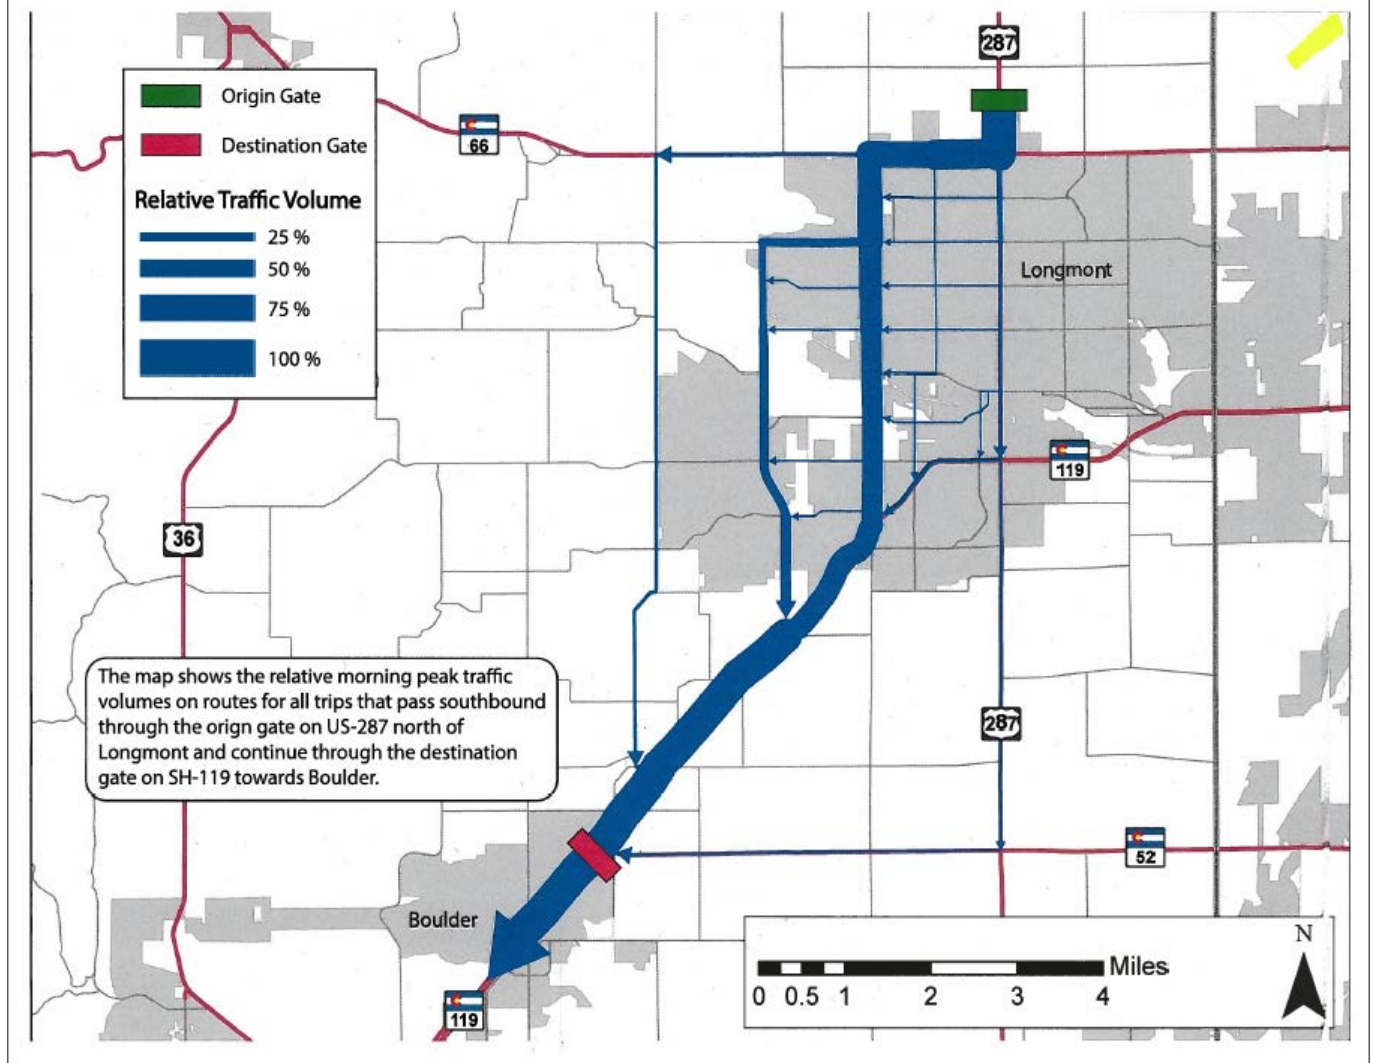 287
Origin Gate
Destination Gate
66
Relative Traffic Volume
25 %
50 %
75 %
100 %
Longmont
119
36
The map shows the relative morning peak traffic
volumes on routes for all trips that pass southbound
through the orign gate on US-287 north of
Longmont and continue through the destination
gate on SH-119 towards Boulder.
287
52
Boulder
N
Miles
0 0.5 1 2 3 4
119